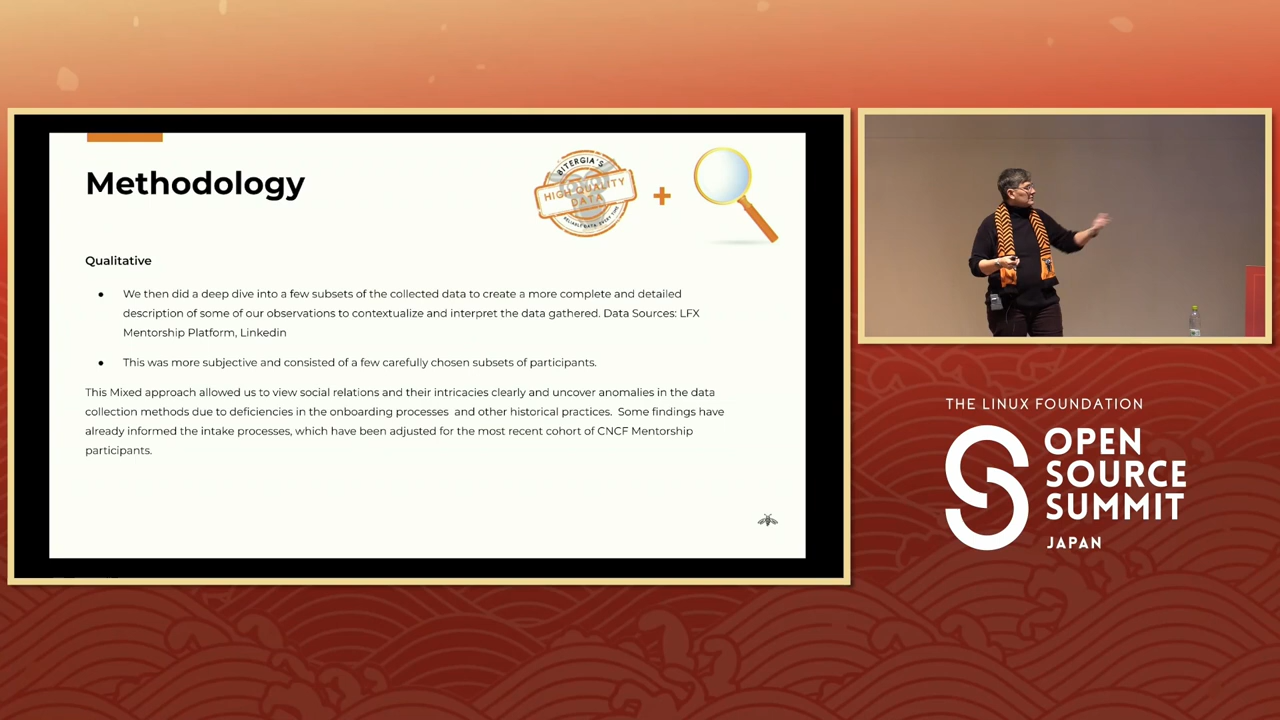 Methodology
BITERGIA'S
HIGH QUALITY
DATA
RELIABLE DATA, EVERY TIME
+
Qualitative
● We then did a deep dive into a few subsets of the collected data to create a more complete and detailed
description of some of our observations to contextualize and interpret the data gathered. Data Sources: LFX
Mentorship Platform, Linkedin
● This was more subjective and consisted of a few carefully chosen subsets of participants.
This Mixed approach allowed us to view social relations and their intricacies clearly and uncover anomalies in the data
collection methods due to deficiencies in the onboarding processes and other historical practices. Some findings have
already informed the intake processes, which have been adjusted for the most recent cohort of CNCF Mentorship
participants.
THE LINUX FOUNDATION
OPEN
SOURCE
SUMMIT
JAPAN